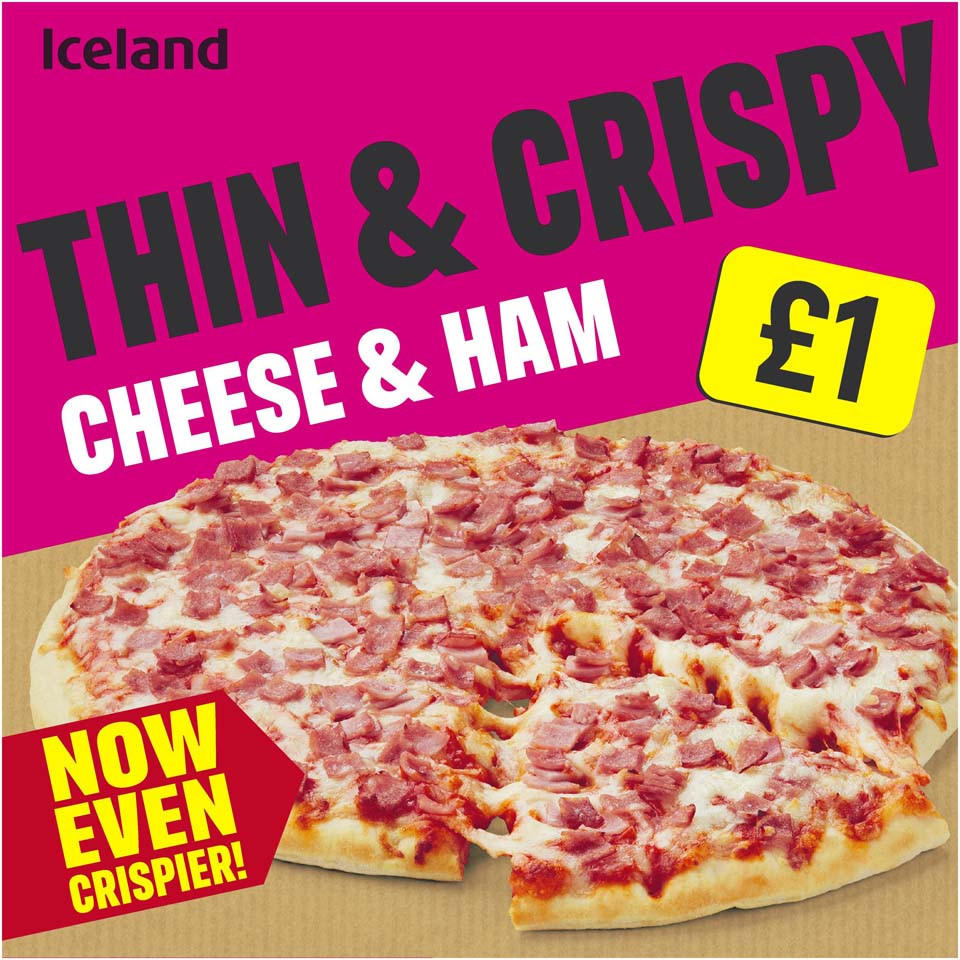 Iceland
THIN & CRISPY
CHEESE & HAM
£1
NOW
EVEN
CRISPIER!